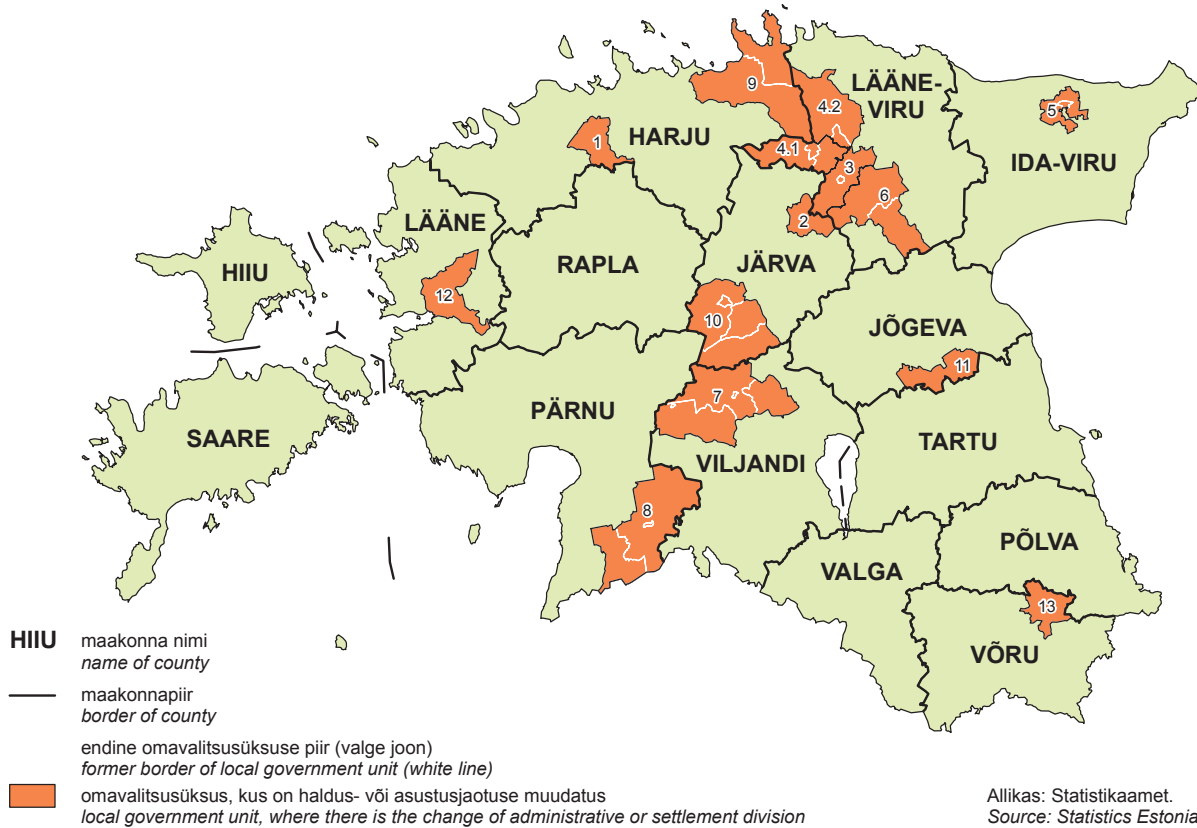 9
LÄÄNE-
VIRU
4.2
5
1
HARJU
4.1
3
IDA-VIRU
6
LÄÄNE
2
HIIU
RAPLA
JÄRVA
12
10
JÕGEVA
11
7
PÄRNU
SAARE
TARTU
VILJANDI
8
PÕLVA
VALGA
13
VÕRU
HIIU maakonna nimi
name of county
maakonnapiir
border of county
endine omavalitsusüksuse piir (valge joon)
former border of local government unit (white line)
omavalitsusüksus, kus on haldus- või asustusjaotuse muudatus
local government unit, where there is the change of administrative or settlement division
Allikas: Statistikaamet.
Source: Statistics Estonia